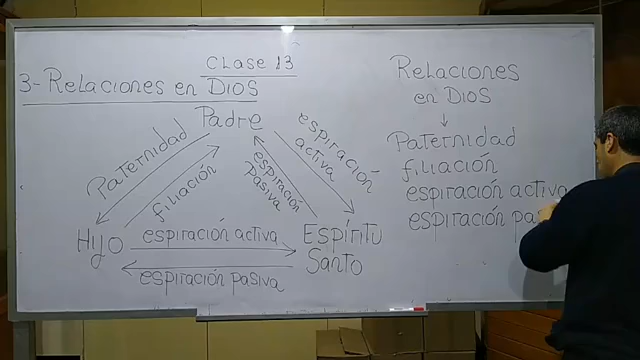 CLASE 13
3- Relaciones en DIOS
Padre
Paternidad
filiación
espiración activa
espiración pasiva
Hijo
espiración activa
espiración pasiva
Espíritu Santo
Relaciones
en DIOS
↓
Paternidad
filiación
espiración activa
espiración pa